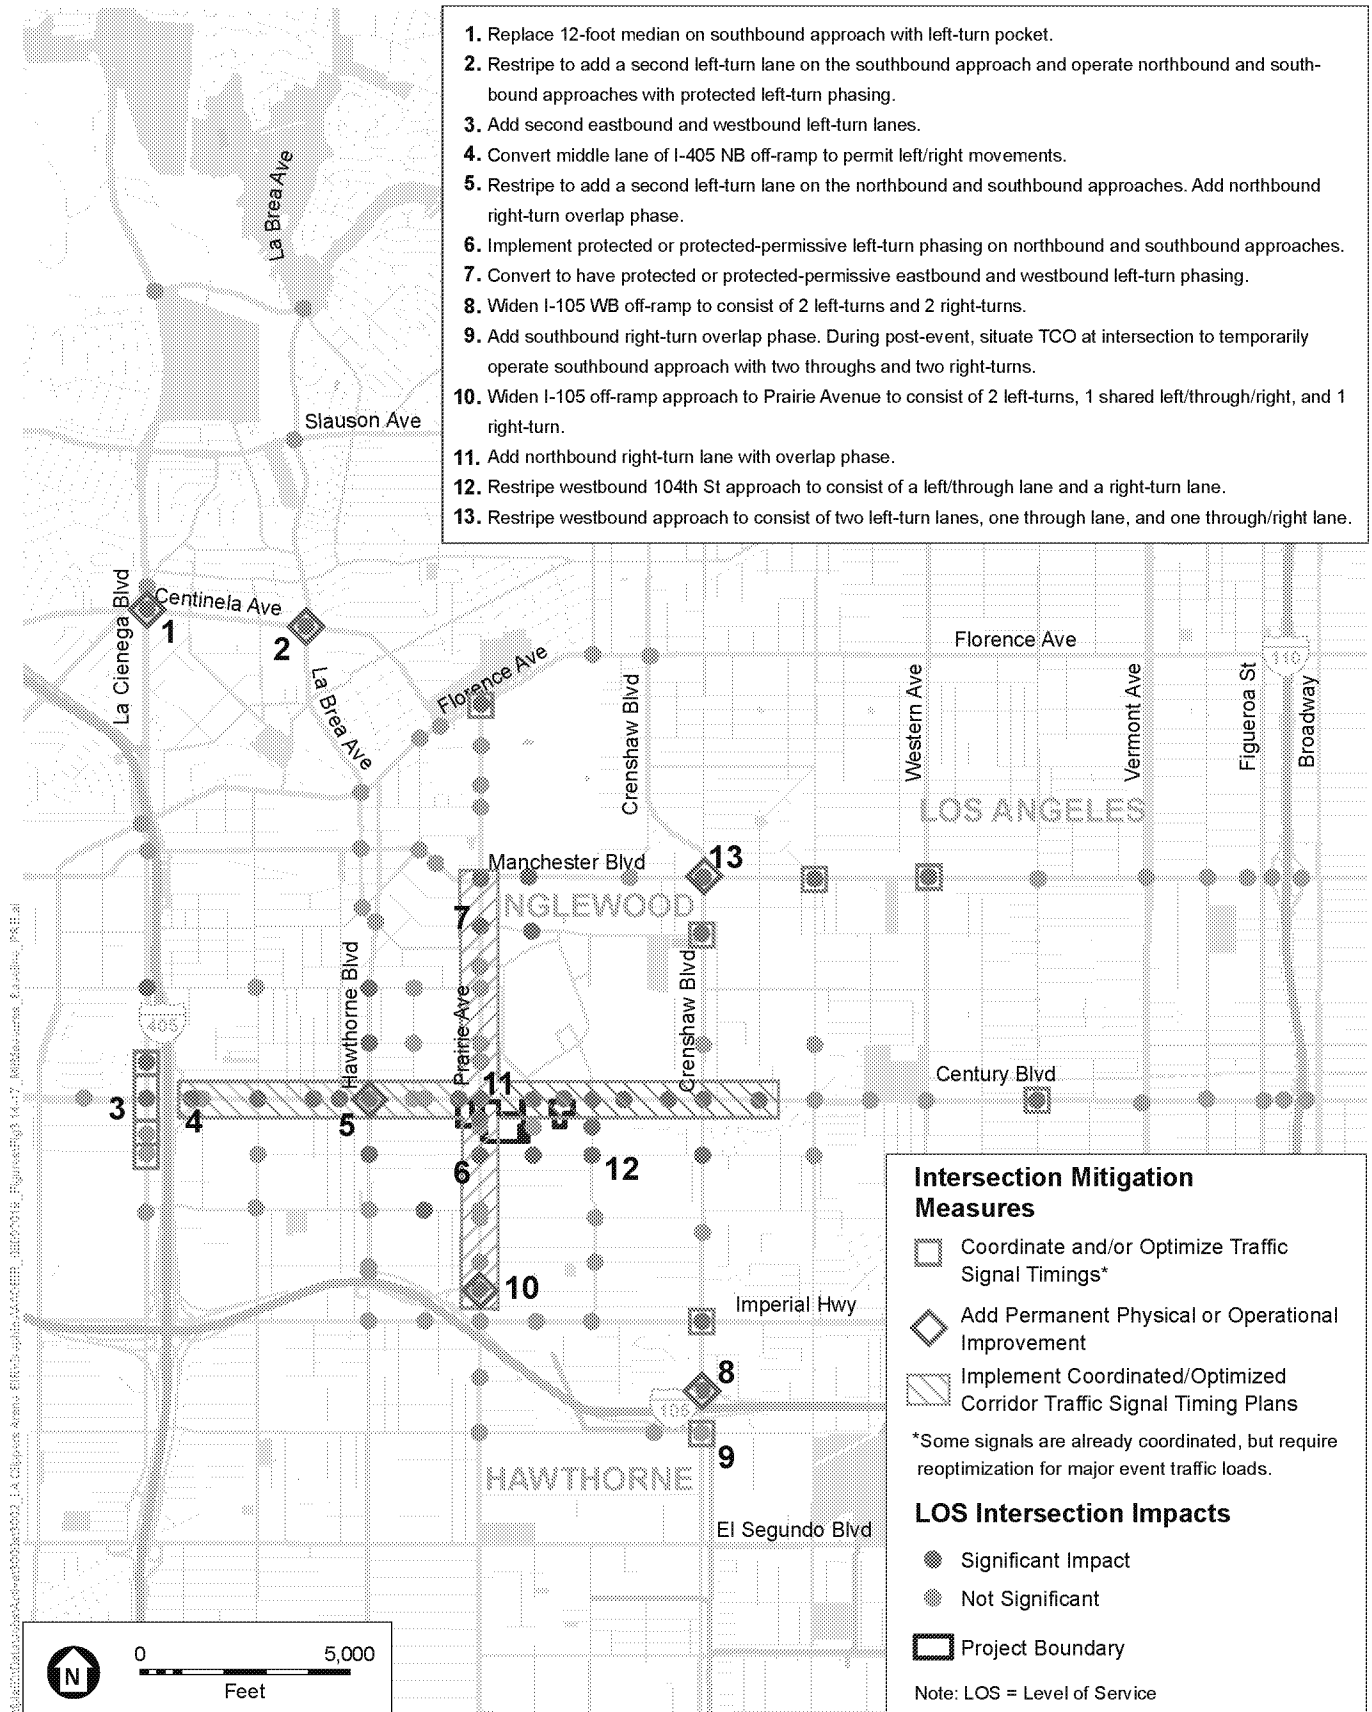 1. Replace 12-foot median on southbound approach with left-turn pocket.
2. Restripe to add a second left-turn lane on the southbound approach and operate northbound and south-
bound approaches with protected left-turn phasing.
3. Add second eastbound and westbound left-turn lanes.
4. Convert middle lane of I-405 NB off-ramp to permit left/right movements.
5. Restripe to add a second left-turn lane on the northbound and southbound approaches. Add northbound
right-turn overlap phase.
6. Implement protected or protected-permissive left-turn phasing on northbound and southbound approaches.
7. Convert to have protected or protected-permissive eastbound and westbound left-turn phasing.
8. Widen I-105 WB off-ramp to consist of 2 left-turns and 2 right-turns.
9. Add southbound right-turn overlap phase. During post-event, situate TCO at intersection to temporarily
operate southbound approach with two throughs and two right-turns.
10. Widen I-105 off-ramp approach to Prairie Avenue to consist of 2 left-turns, 1 shared left/through/right, and 1
right-turn.
11. Add northbound right-turn lane with overlap phase.
12. Restripe westbound 104th St approach to consist of a left/through lane and a right-turn lane.
13. Restripe westbound approach to consist of two left-turn lanes, one through lane, and one through/right lane.
La Brea Ave
Slauson Ave
La Cienega Blvd
Centinela Ave
1
2
La Brea Ave
Florence Ave
Florence Ave
Crenshaw Blvd
Western Ave
Vermont Ave
Figueroa St
110
Broadway
LOS ANGELES
Manchester Blvd
13
7
NGLEWOOD
Hawthorne Blvd
Prairie Ave
Crenshaw Blvd
405
Century Blvd
3
4
5
11
6
12
10
Imperial Hwy
8
105
9
HAWTHORNE
El Segundo Blvd
Intersection Mitigation
Measures
Coordinate and/or Optimize Traffic
Signal Timings*
Add Permanent Physical or Operational
Improvement
Implement Coordinated/Optimized
Corridor Traffic Signal Timing Plans
*Some signals are already coordinated, but require
reoptimization for major event traffic loads.
LOS Intersection Impacts
Significant Impact
Not Significant
Project Boundary
Note: LOS = Level of Service
N
0 5,000
Feet